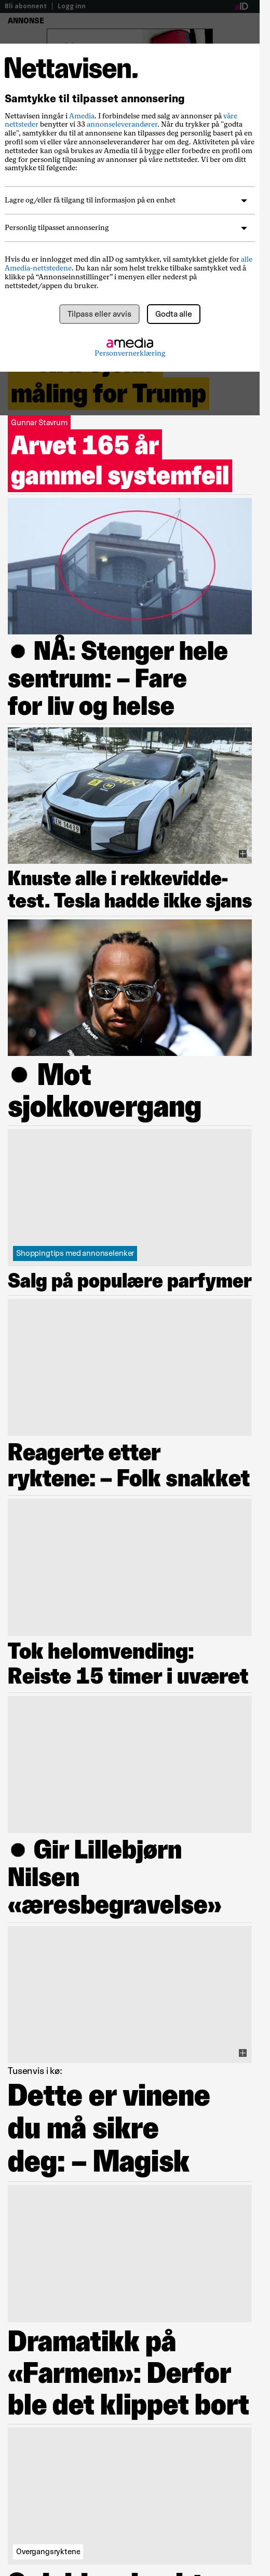 Bli abonnent | Logg inn
aID
ANNONSE
Nettavisen.
Samtykke til tilpasset annonsering
Nettavisen inngår i Amedia. I forbindelse med salg av annonser på våre
nettsteder benytter vi 33 annonseleverandører. Når du trykker på "godta
alle", samtykker du til at annonser kan tilpasses deg personlig basert på en
profil som vi eller våre annonseleverandører har om deg. Aktiviteten på våre
nettsteder kan også brukes av Amedia til å bygge eller forbedre en profil om
deg for personlig tilpasning av annonser på våre nettsteder. Vi ber om ditt
samtykke til følgende:
Lagre og/eller få tilgang til informasjon på en enhet
Personlig tilpasset annonsering
Hvis du er innlogget med din aID og samtykker, vil samtykket gjelde for alle
Amedia-nettstedene. Du kan når som helst trekke tilbake samtykket ved å
klikke på “Annonseinnstillinger” i menyen eller nederst på
nettstedet/appen du bruker.
Tilpass eller avvis
Godta alle
amedia
Personvernerklæring
måling for Trump
Gunnar Stavrum
Arvet 165 år
gammel systemfeil
● NÅ: Stenger hele
sentrum: – Fare
for liv og helse
Knuste alle i rekkevidde-
test. Tesla hadde ikke sjans
● Mot
sjokkovergang
Shoppingtips med annonselenker
Salg på populære parfymer
Reagerte etter
ryktene: – Folk snakket
Tok helomvending:
Reiste 15 timer i uværet
● Gir Lillebjørn
Nilsen
«æresbegravelse»
Tusenvis i kø:
Dette er vinene
du må sikre
deg: – Magisk
Dramatikk på
«Farmen»: Derfor
ble det klippet bort
Overgangsryktene